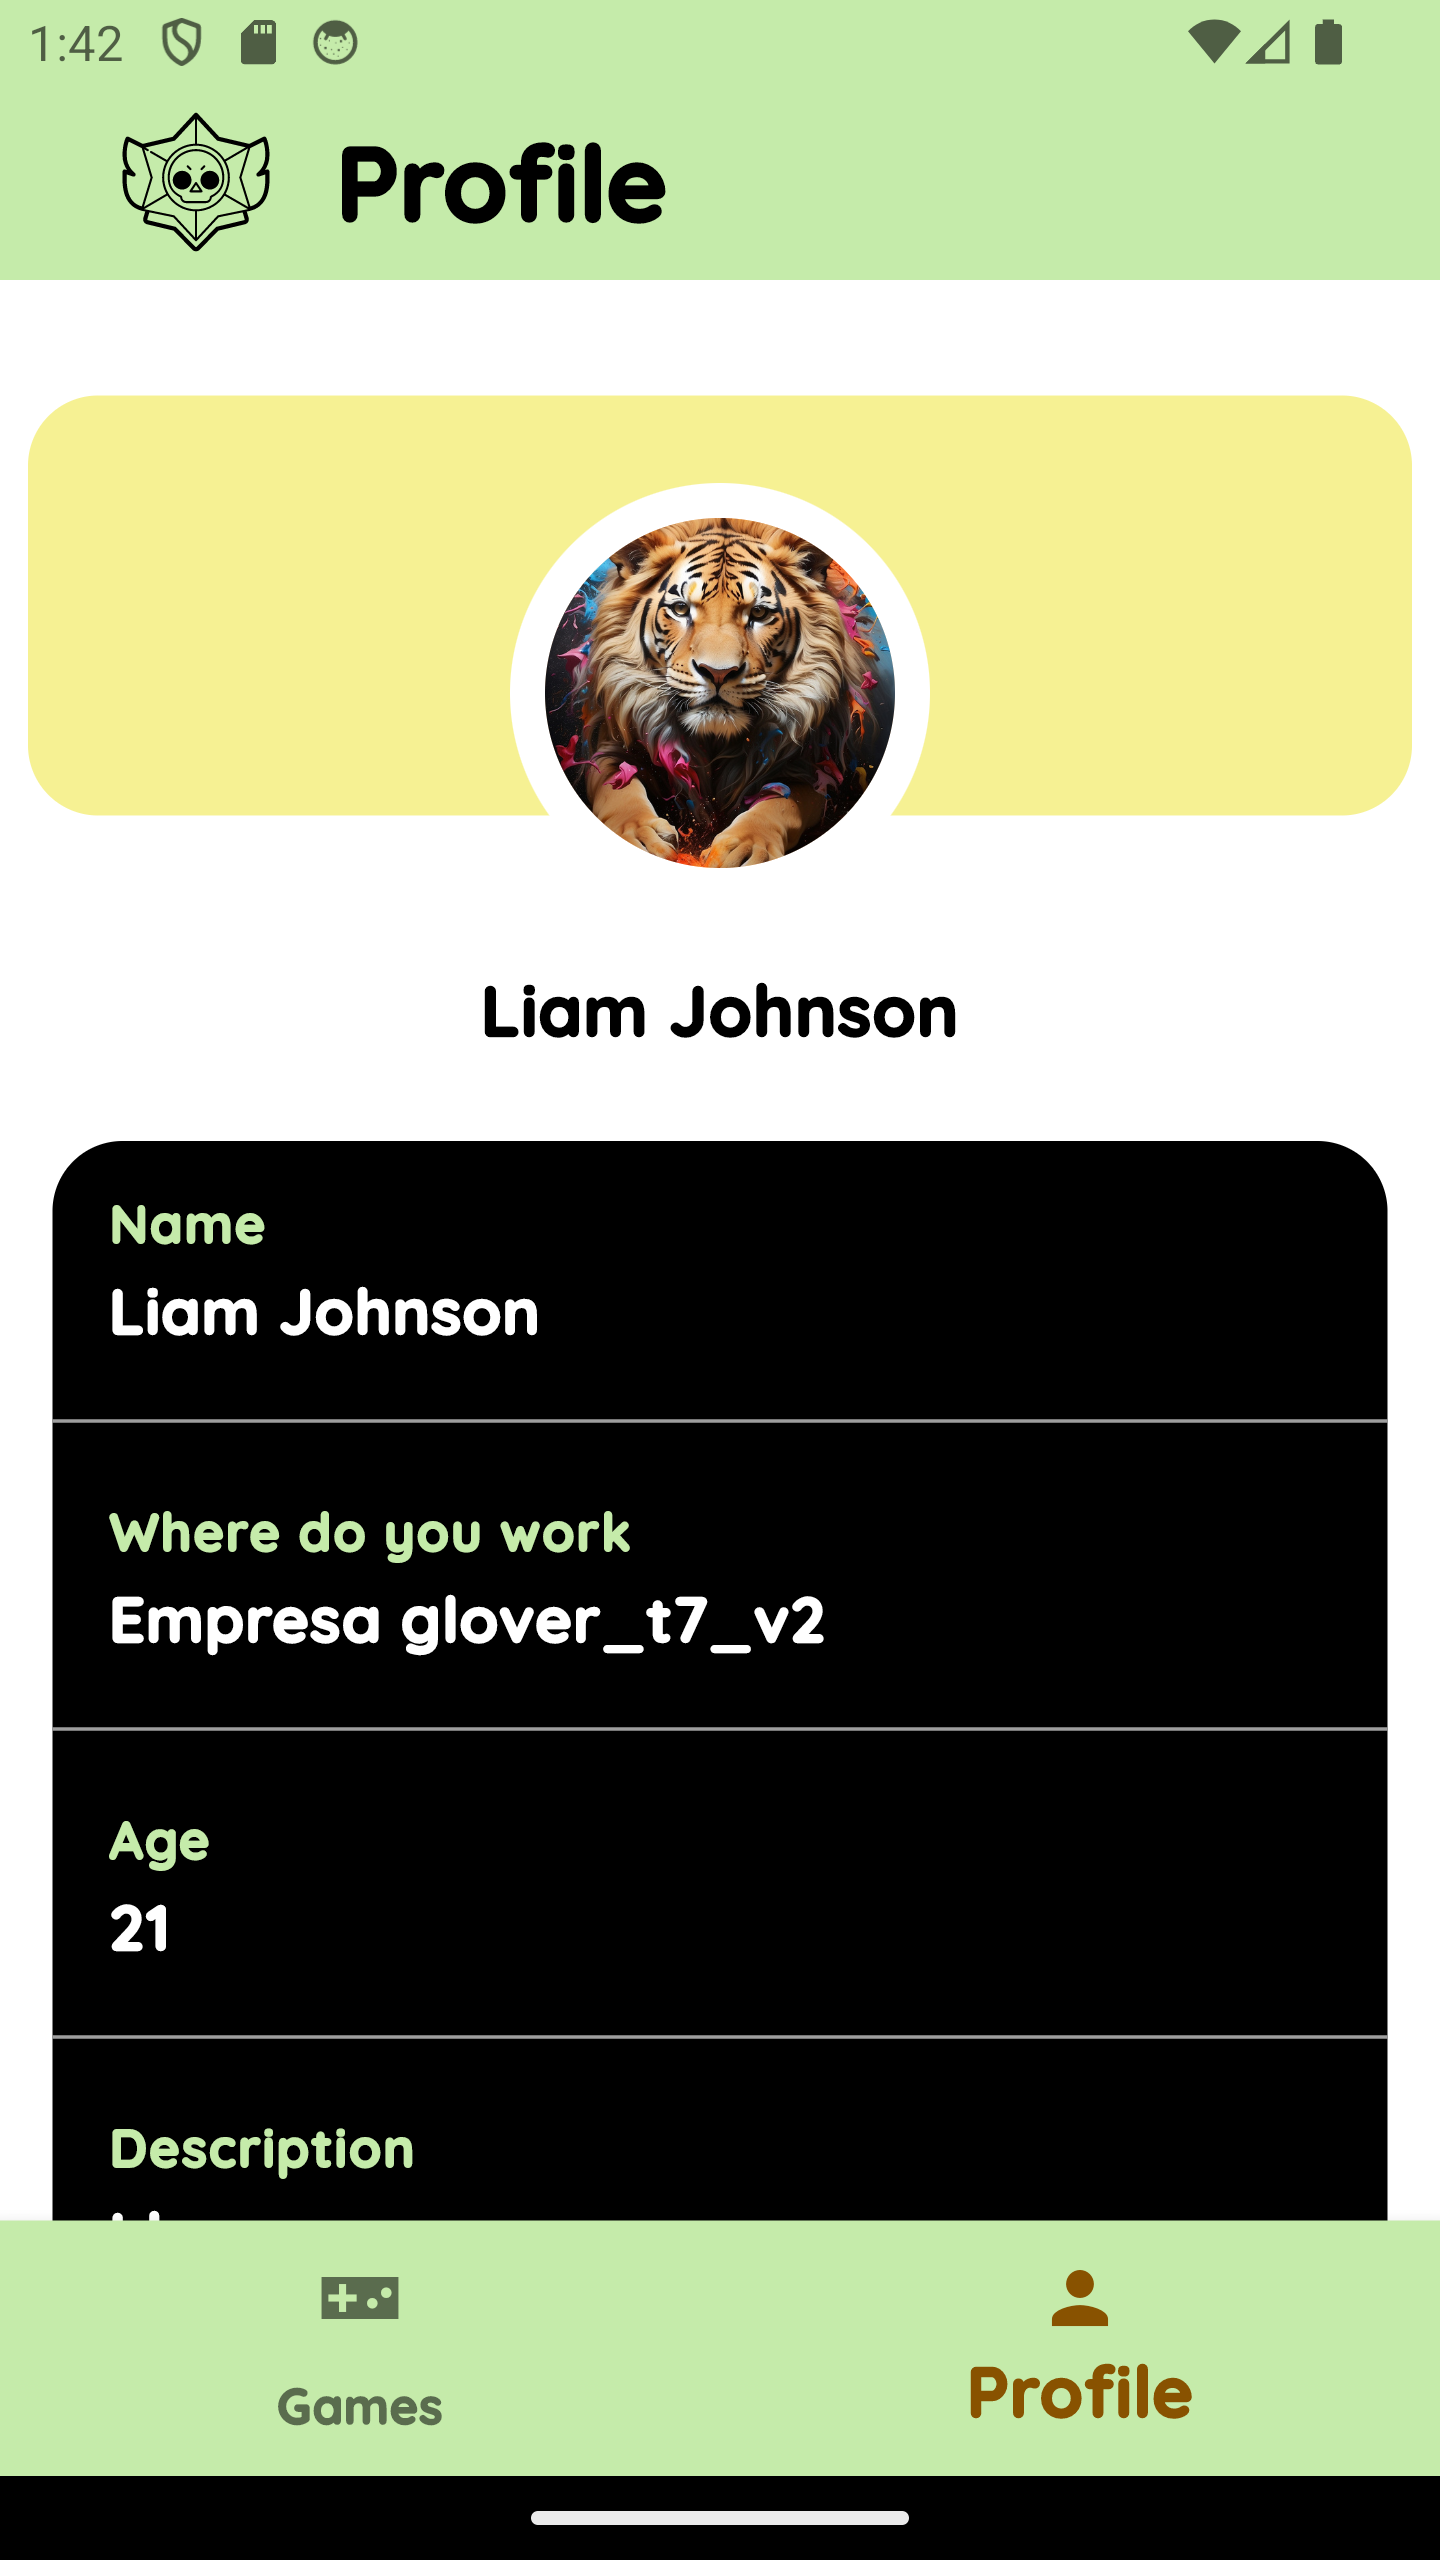 1:42
Profile
Liam Johnson
Name
Liam Johnson
Where do you work
Empresa glover_t7_v2
Age
21
Description
Games
Profile